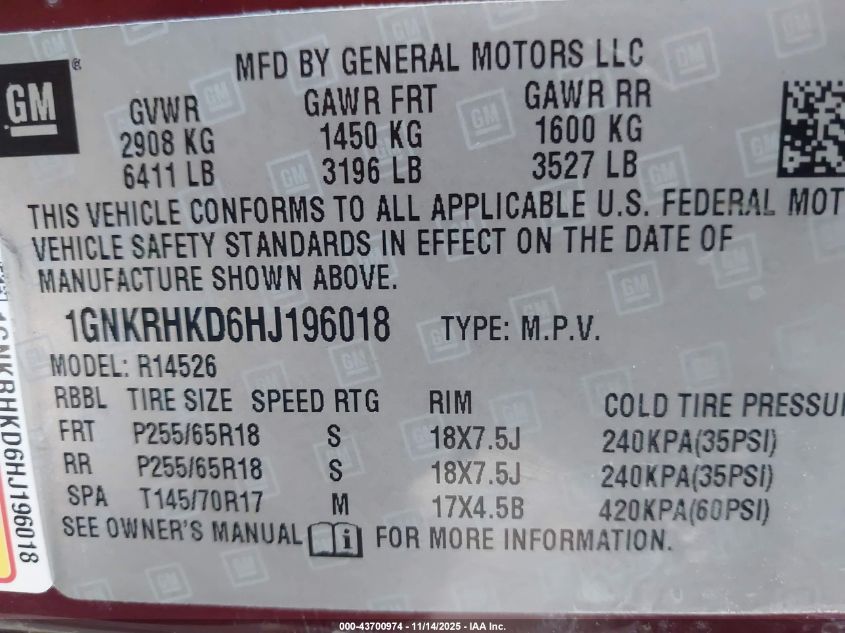 GM ®
MFD BY GENERAL MOTORS LLC
GVWR GAWR FRT GAWR RR
2908 KG 1450 KG 1600 KG
6411 LB 3196 LB 3527 LB
THIS VEHICLE CONFORMS TO ALL APPLICABLE U.S. FEDERAL MOT
VEHICLE SAFETY STANDARDS IN EFFECT ON THE DATE OF
MANUFACTURE SHOWN ABOVE.
1GNKRHKD6HJ196018 TYPE: M.P.V.
MODEL: R14526
RBBL TIRE SIZE SPEED RTG RIM COLD TIRE PRESSU
FRT P255/65R18 S 18X7.5J 240KPA(35PSI)
RR P255/65R18 S 18X7.5J 240KPA(35PSI)
SPA T145/70R17 M 17X4.5B 420KPA(60PSI)
SEE OWNER'S MANUAL i FOR MORE INFORMATION.
1GNKRHKD6HJ196018
000-43700974 - 11/14/2025 - IAA Inc.